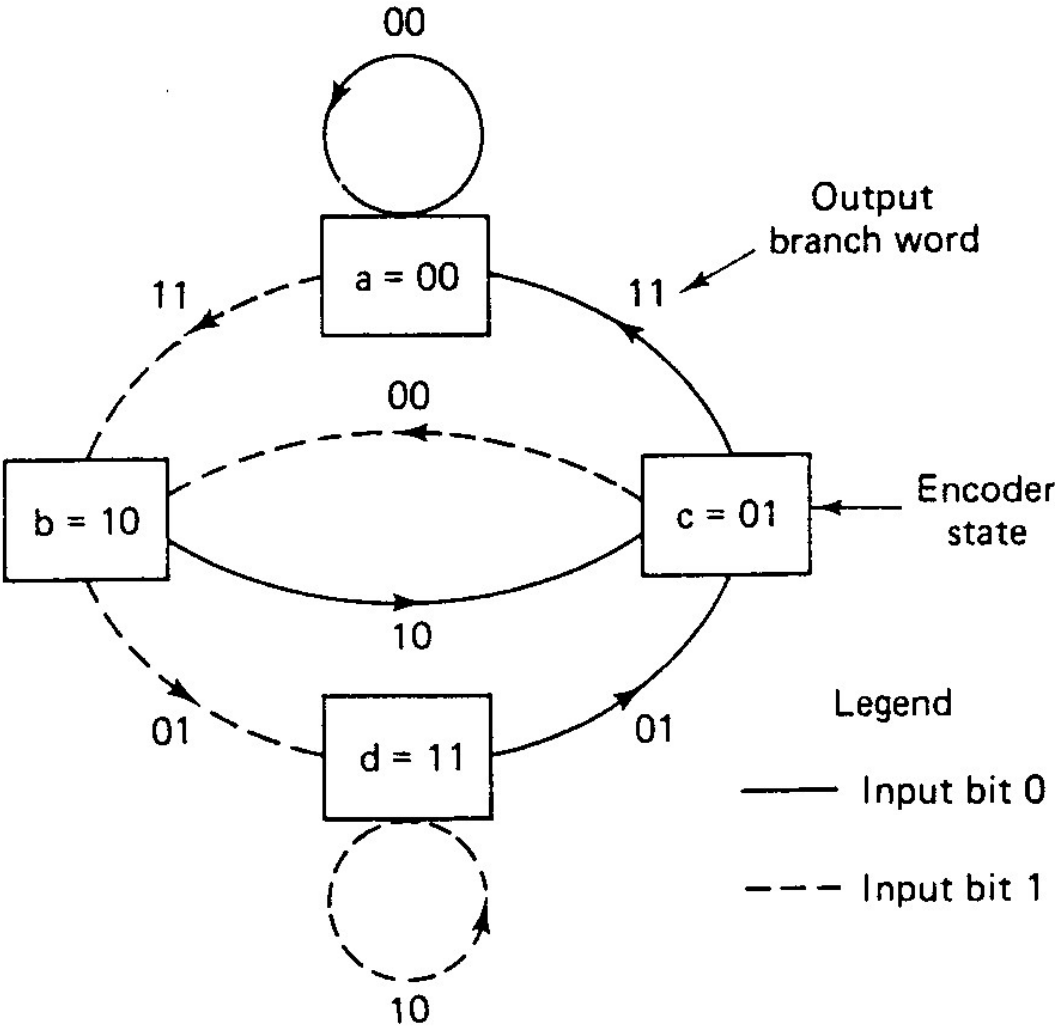 00
Output
branch word
a = 00
11
11
00
b = 10
c = 01
Encoder
state
10
01
d = 11
01
Legend
Input bit 0
Input bit 1
10